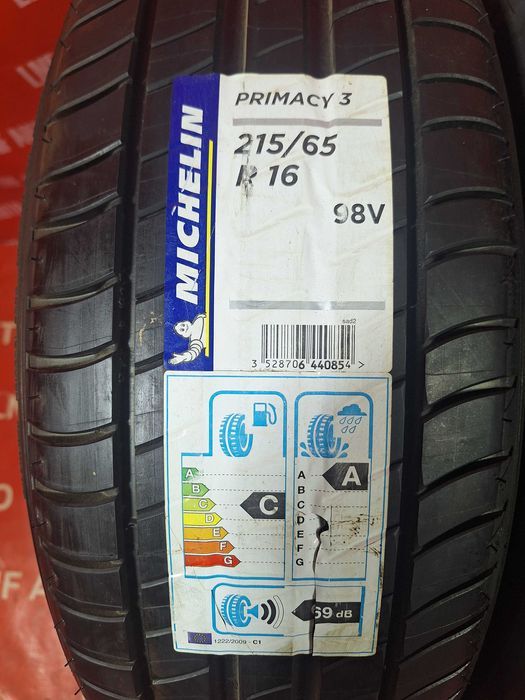 MICHELIN
PRIMACY 3
215/65
R 16
98V
sad2
3 528706 440854 >
A
B
C
D
E
F
G
C
A
B
C
D
E
F
G
A
69 dB
1222/2009 - C1